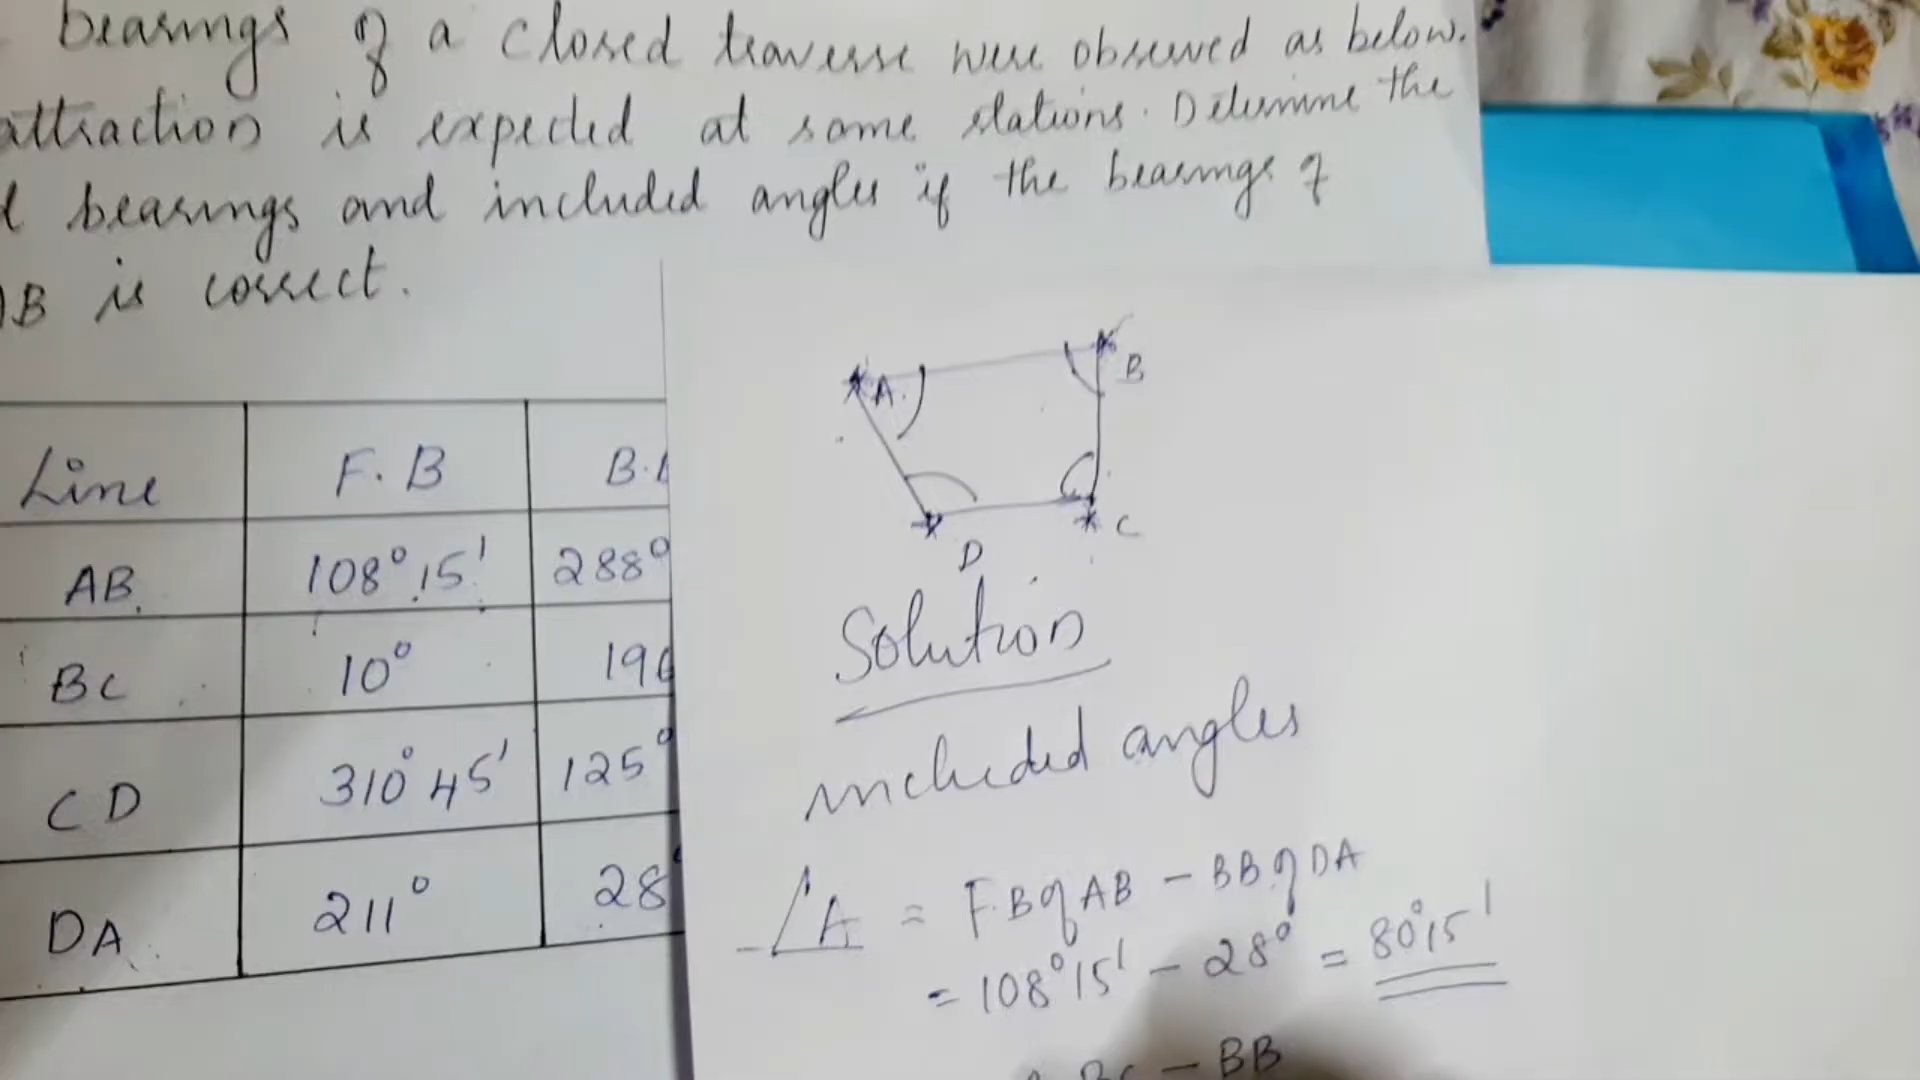 bearings of a closed traverse were observed as below.
attraction is expected at some stations. Determine the
bearings and included angles if the bearings of
B is correct.
Line F.B B.
AB 108°15' 288°
BC 10° 196
CD 310°45' 125°
DA 211° 28
A
B
C
D
Solution
included angles
∠A = F.B of AB - BB of DA
= 108°15' - 28° = 80°15'
BC - BB